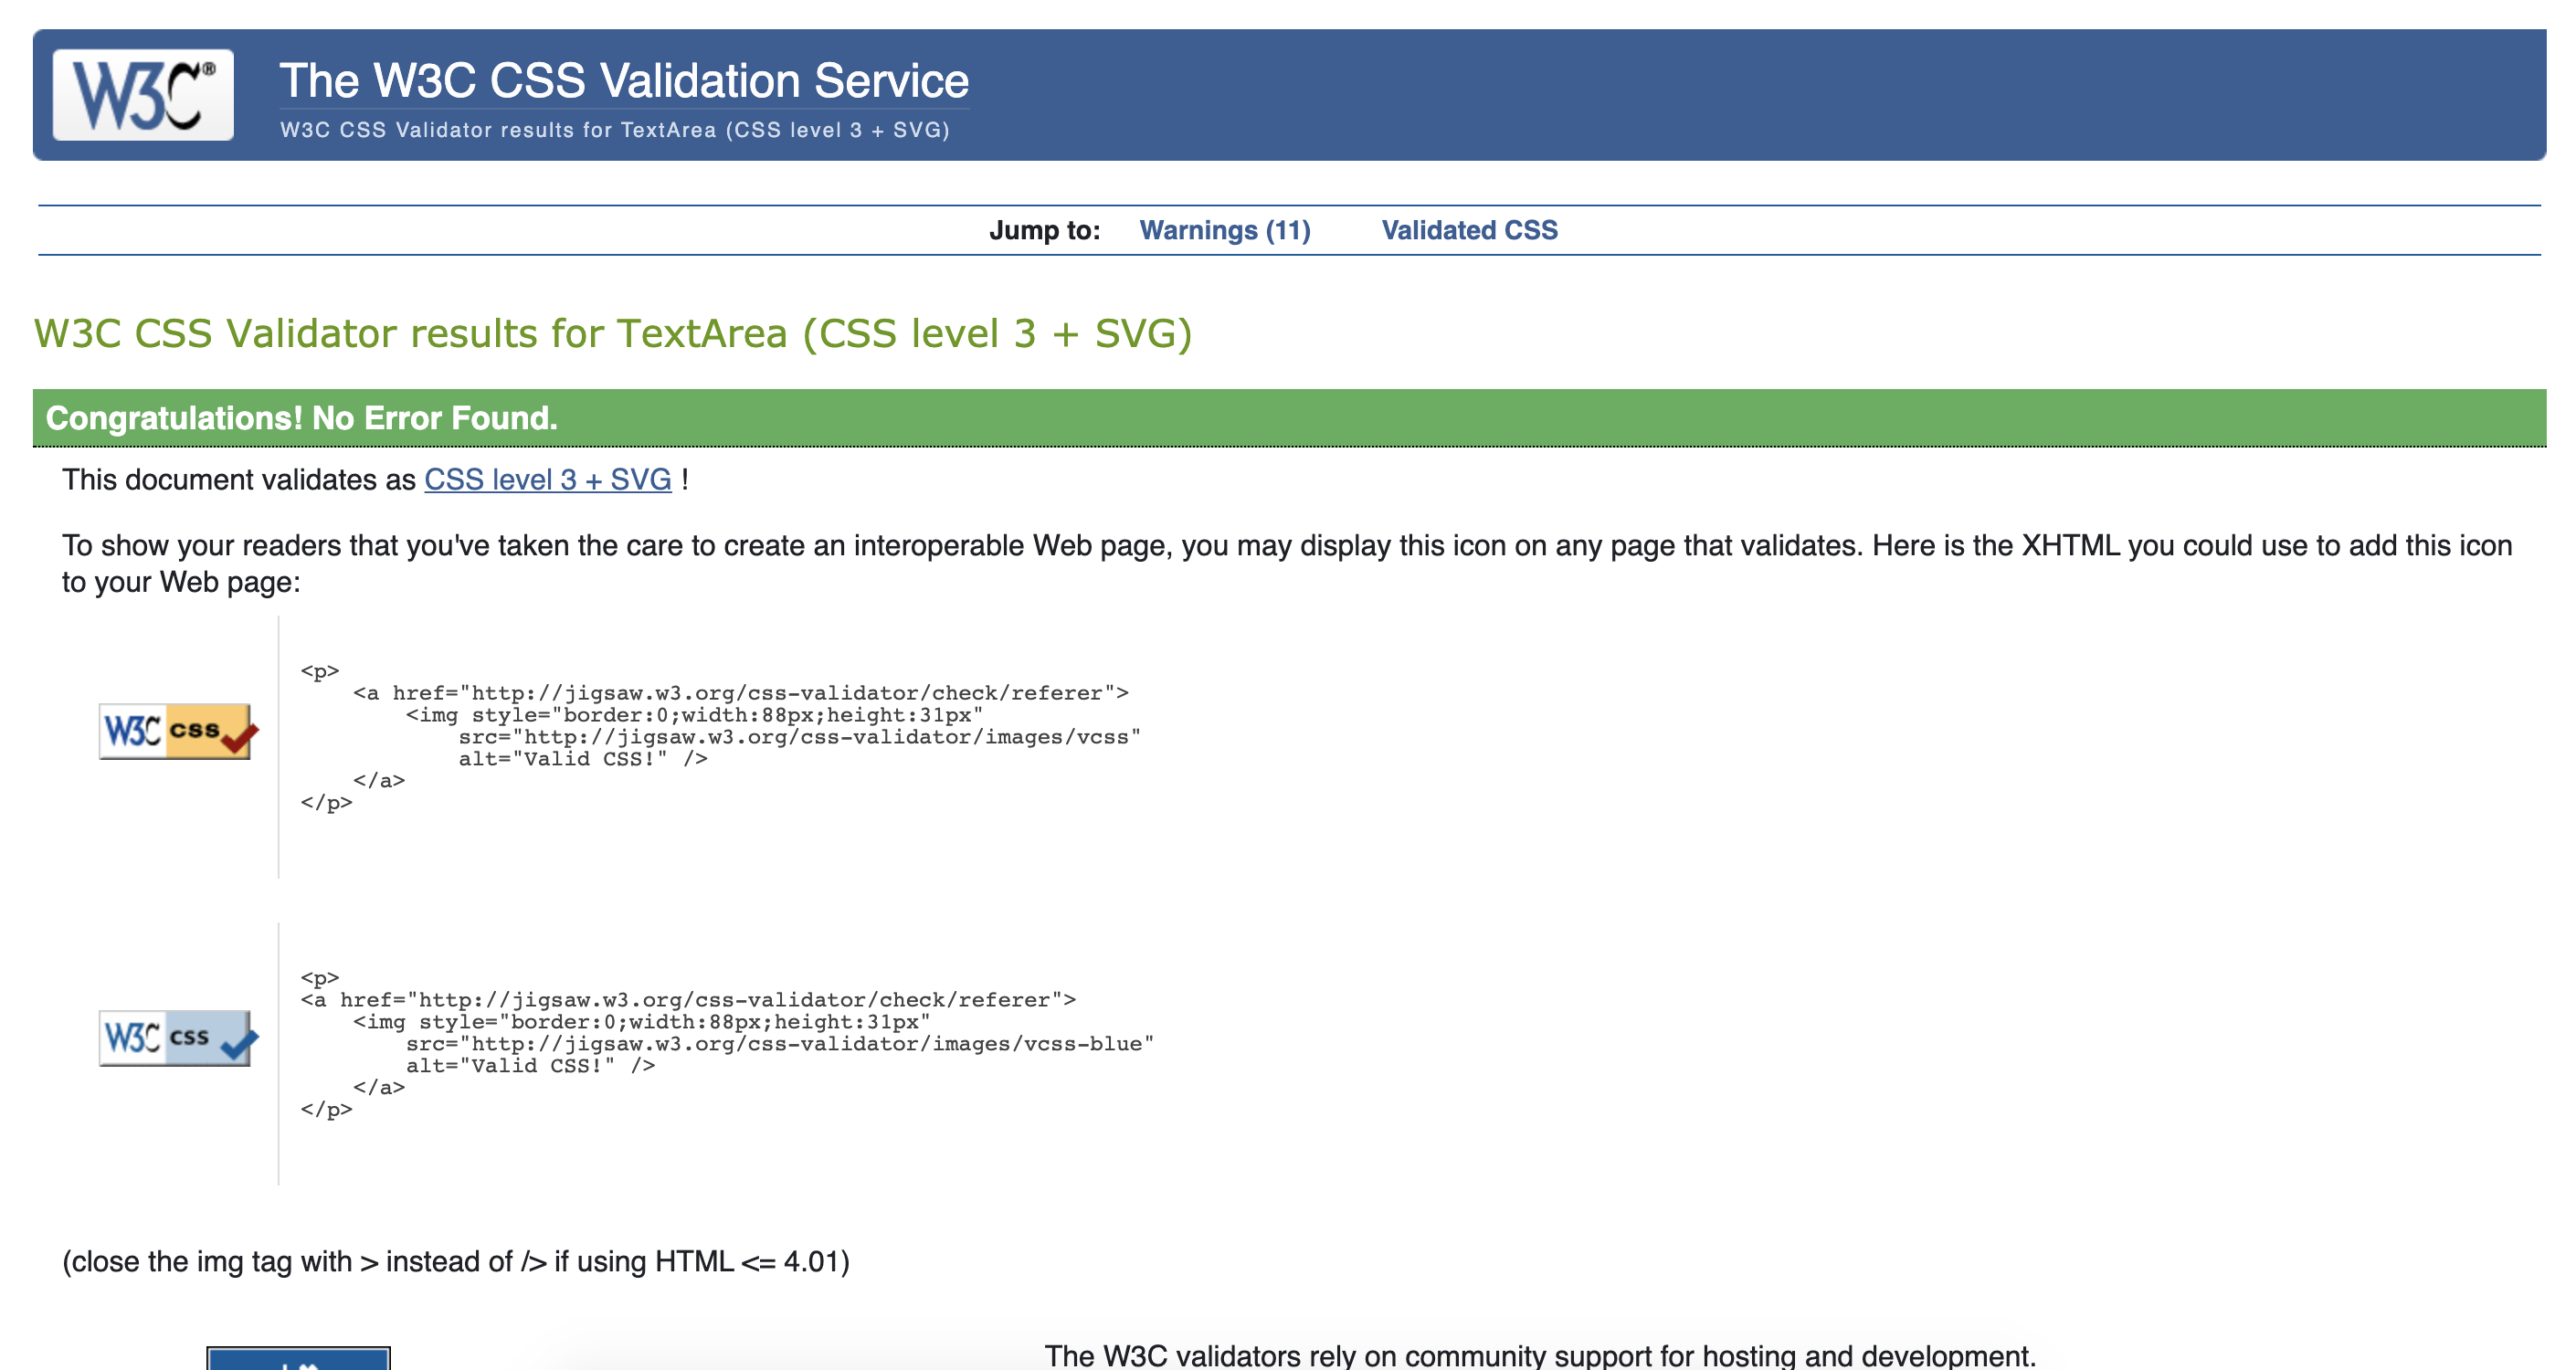 W3C®
The W3C CSS Validation Service
W3C CSS Validator results for TextArea (CSS level 3 + SVG)
Jump to: Warnings (11) Validated CSS
W3C CSS Validator results for TextArea (CSS level 3 + SVG)
Congratulations! No Error Found.
This document validates as CSS level 3 + SVG !
To show your readers that you've taken the care to create an interoperable Web page, you may display this icon on any page that validates. Here is the XHTML you could use to add this icon
to your Web page:
W3C css
<p>
    <a href="http://jigsaw.w3.org/css-validator/check/referer">
        <img style="border:0;width:88px;height:31px"
            src="http://jigsaw.w3.org/css-validator/images/vcss"
            alt="Valid CSS!" />
    </a>
</p>
W3C css
<p>
<a href="http://jigsaw.w3.org/css-validator/check/referer">
    <img style="border:0;width:88px;height:31px"
        src="http://jigsaw.w3.org/css-validator/images/vcss-blue"
        alt="Valid CSS!" />
    </a>
</p>
(close the img tag with > instead of /> if using HTML <= 4.01)
The W3C validators rely on community support for hosting and development.